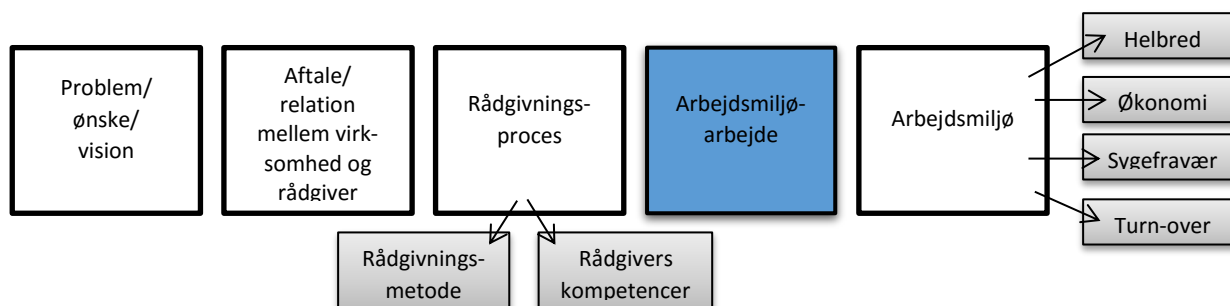 Problem/
ønske/
vision
Aftale/
relation
mellem virk-
somhed og
rådgiver
Rådgivnings-
proces
Arbejdsmiljø-
arbejde
Arbejdsmiljø
Helbred
Økonomi
Sygefravær
Turn-over
Rådgivnings-
metode
Rådgivers
kompetencer